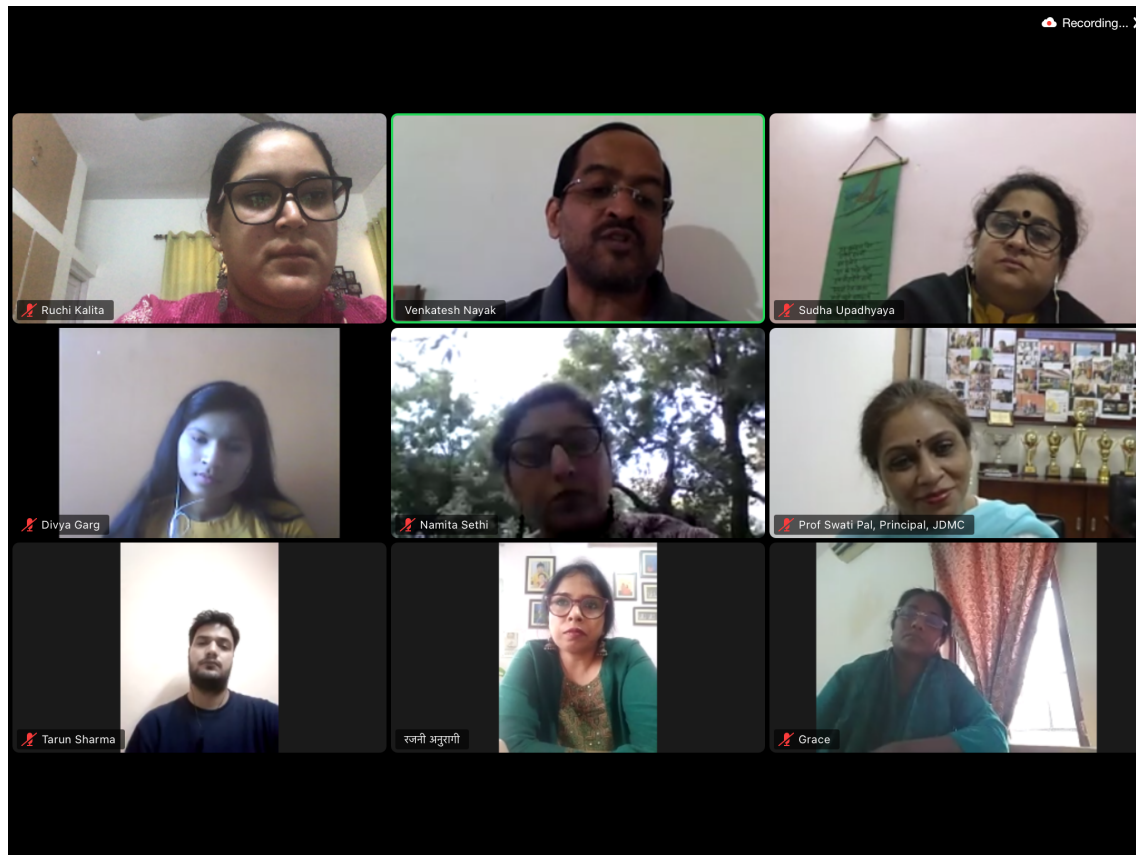 Recording...
Ruchi Kalita
Venkatesh Nayak
Sudha Upadhyaya
Divya Garg
Namita Sethi
Prof Swati Pal, Principal, JDMC
Tarun Sharma
रजनी अनुरागी
Grace